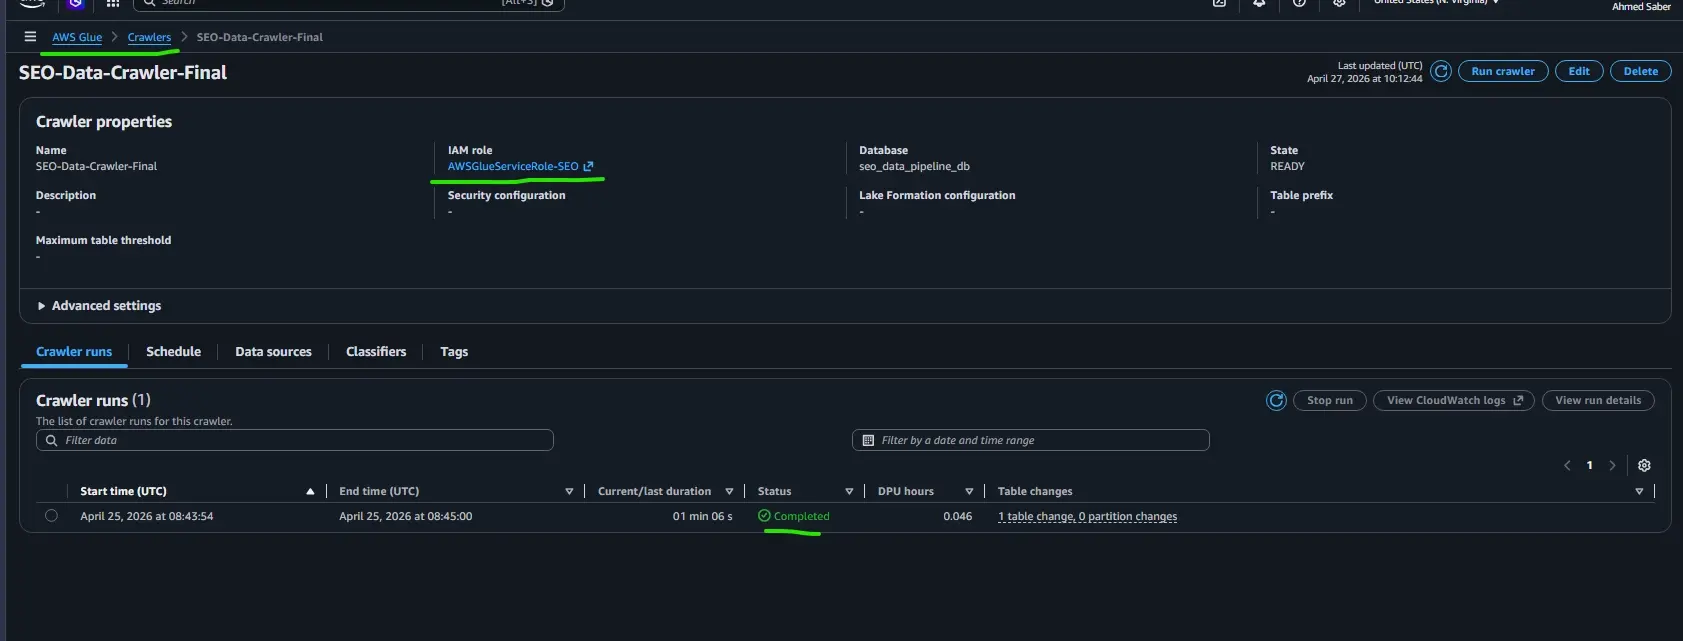 Search [Alt+S] United States (N. Virginia)
Ahmed Saber
AWS Glue > Crawlers > SEO-Data-Crawler-Final
SEO-Data-Crawler-Final
Last updated (UTC)
April 27, 2026 at 10:12:44
Run crawler Edit Delete
Crawler properties
Name
SEO-Data-Crawler-Final
IAM role
AWSGlueServiceRole-SEO
Database
seo_data_pipeline_db
State
READY
Description
-
Security configuration
-
Lake Formation configuration
-
Table prefix
-
Maximum table threshold
-
Advanced settings
Crawler runs Schedule Data sources Classifiers Tags
Crawler runs (1)
Stop run View CloudWatch logs View run details
The list of crawler runs for this crawler.
Filter data Filter by a date and time range
1
Start time (UTC) End time (UTC) Current/last duration Status DPU hours Table changes
April 25, 2026 at 08:43:54 April 25, 2026 at 08:45:00 01 min 06 s Completed 0.046 1 table change, 0 partition changes